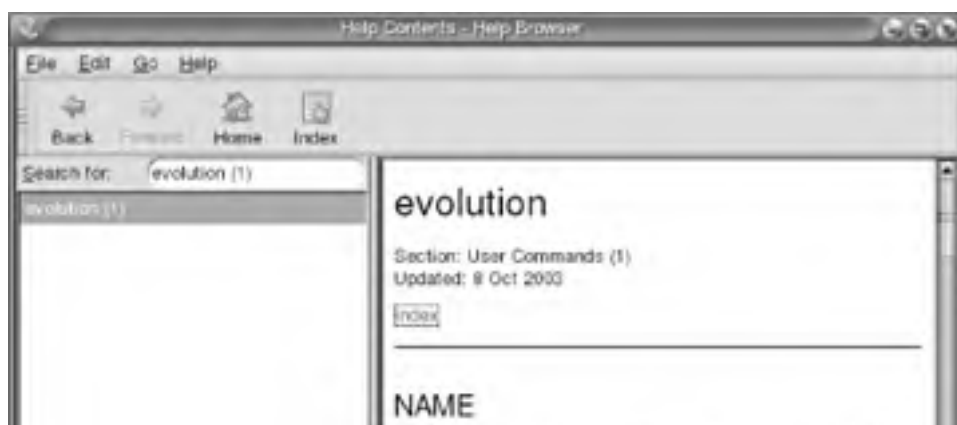 Help Contents - Help Browser
File Edit Go Help
Back Forward Home Index
Search for: evolution (1)
evolution (1)
evolution
Section: User Commands (1)
Updated: 8 Oct 2003
index
NAME